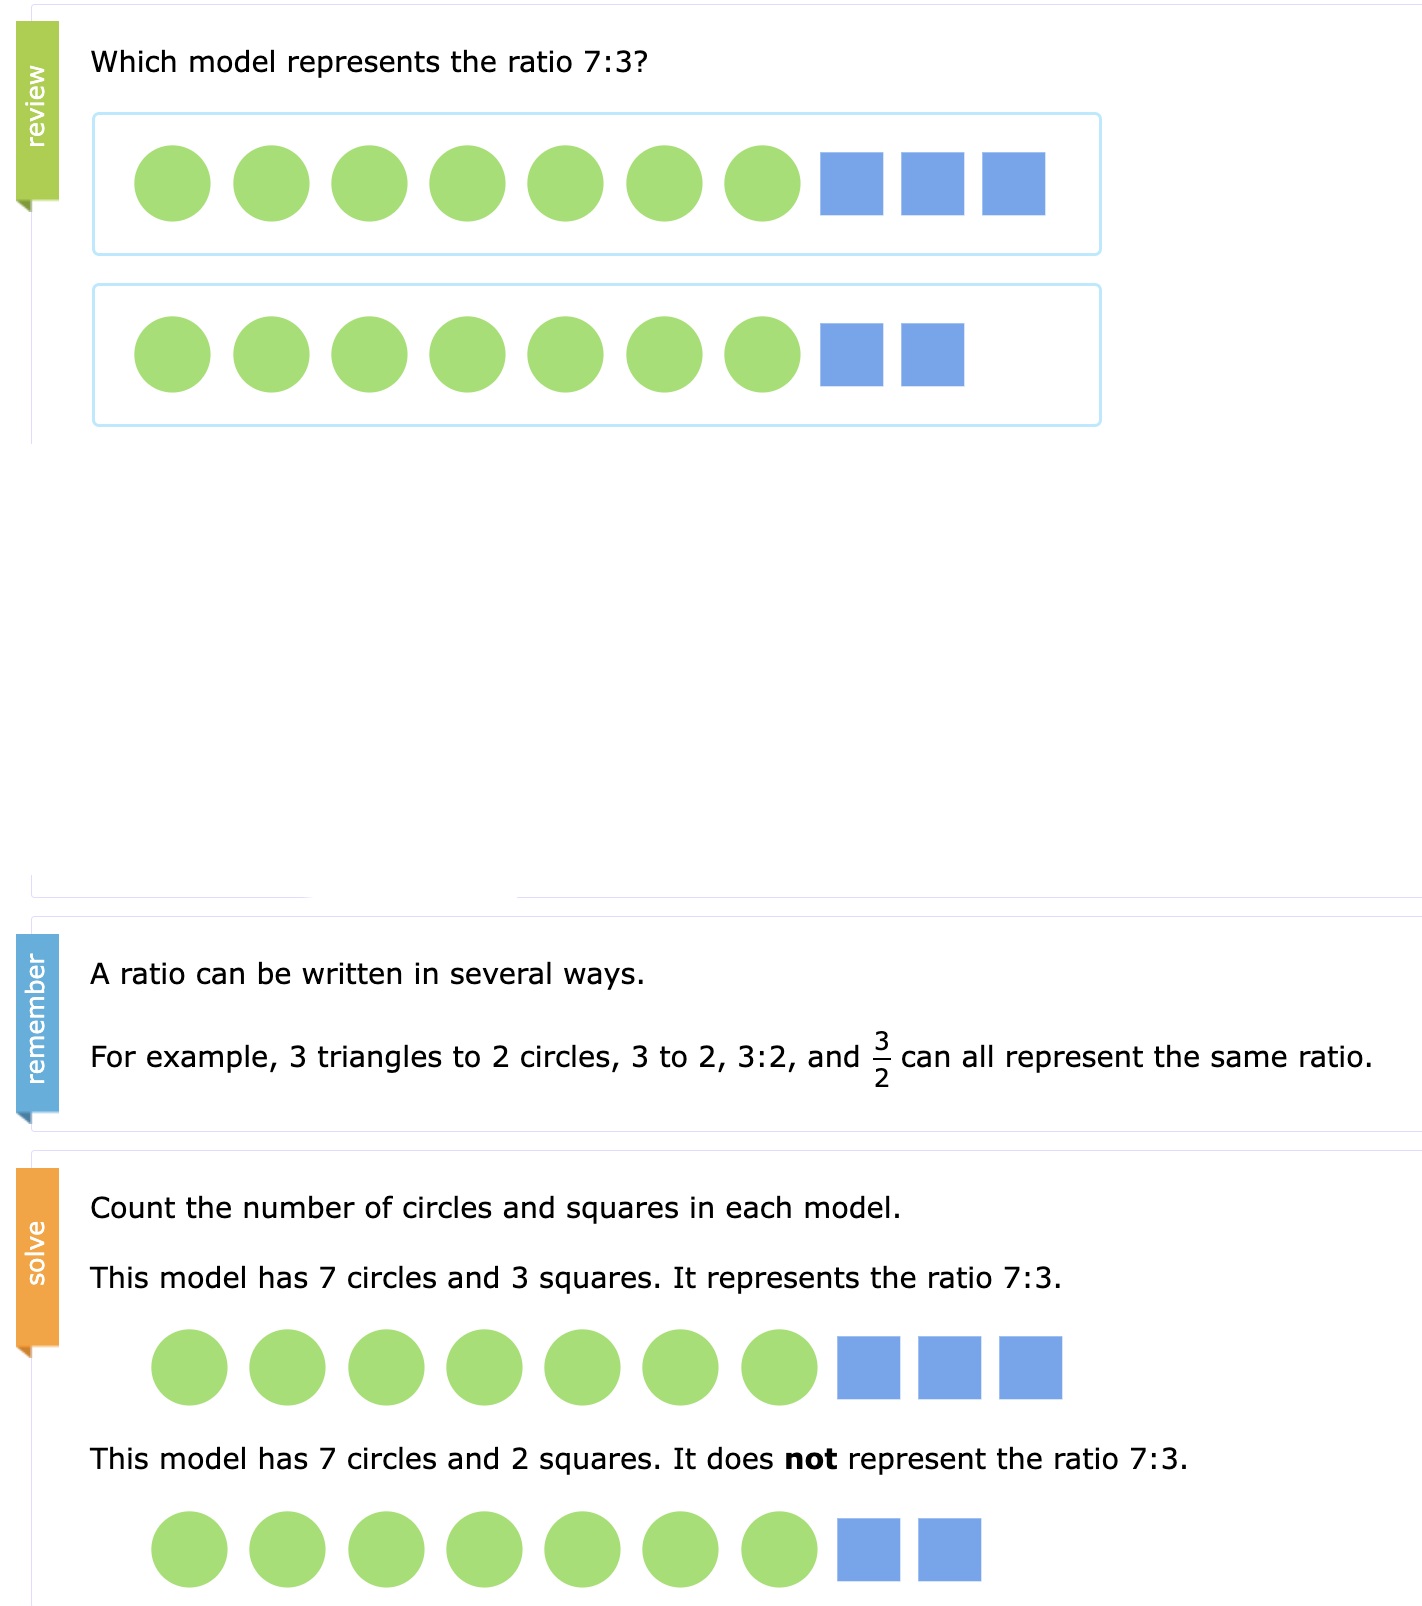 review
Which model represents the ratio 7:3?
remember
A ratio can be written in several ways.
For example, 3 triangles to 2 circles, 3 to 2, 3:2, and 3/2 can all represent the same ratio.
solve
Count the number of circles and squares in each model.
This model has 7 circles and 3 squares. It represents the ratio 7:3.
This model has 7 circles and 2 squares. It does not represent the ratio 7:3.